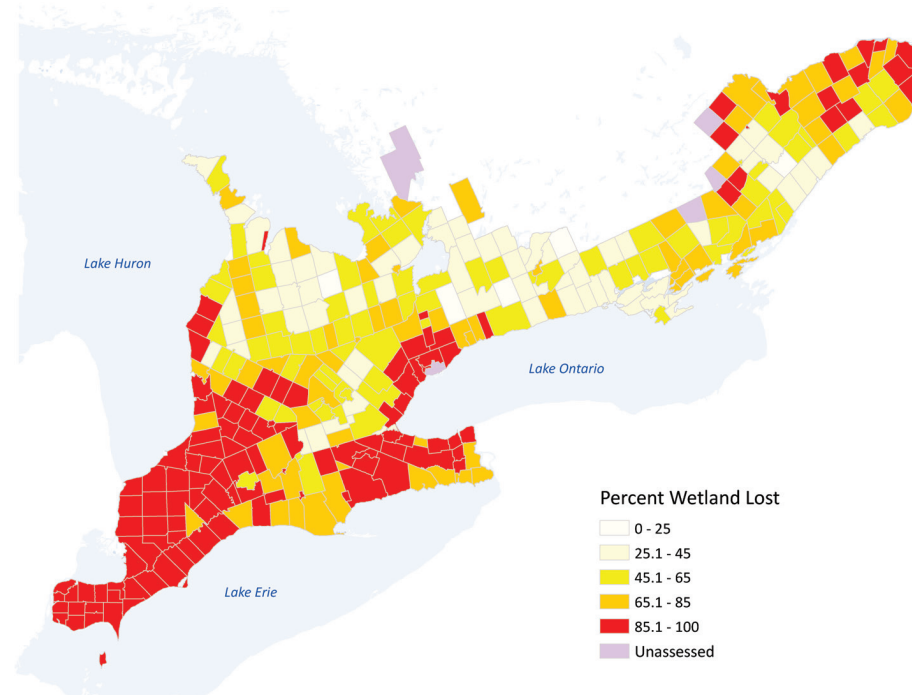 Lake Huron
Lake Ontario
Lake Erie
Percent Wetland Lost
0 - 25
25.1 - 45
45.1 - 65
65.1 - 85
85.1 - 100
Unassessed